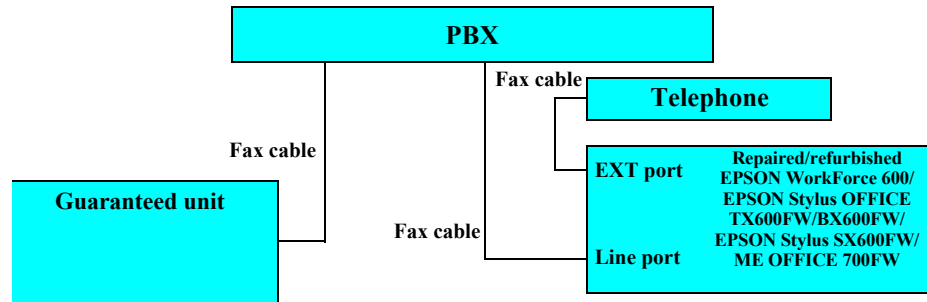 PBX
Fax cable
Telephone
Fax cable
Guaranteed unit
Fax cable
EXT port
Line port
Repaired/refurbished
EPSON WorkForce 600/
EPSON Stylus OFFICE
TX600FW/BX600FW/
EPSON Stylus SX600FW/
ME OFFICE 700FW